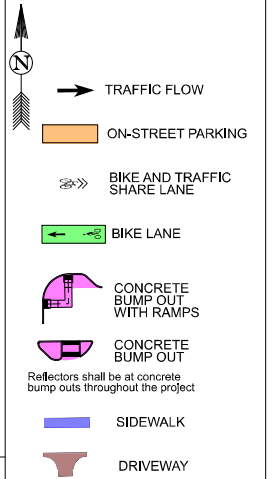 N
TRAFFIC FLOW
ON-STREET PARKING
BIKE AND TRAFFIC
SHARE LANE
BIKE LANE
CONCRETE
BUMP OUT
WITH RAMPS
CONCRETE
BUMP OUT
Reflectors shall be at concrete
bump outs throughout the project
SIDEWALK
DRIVEWAY